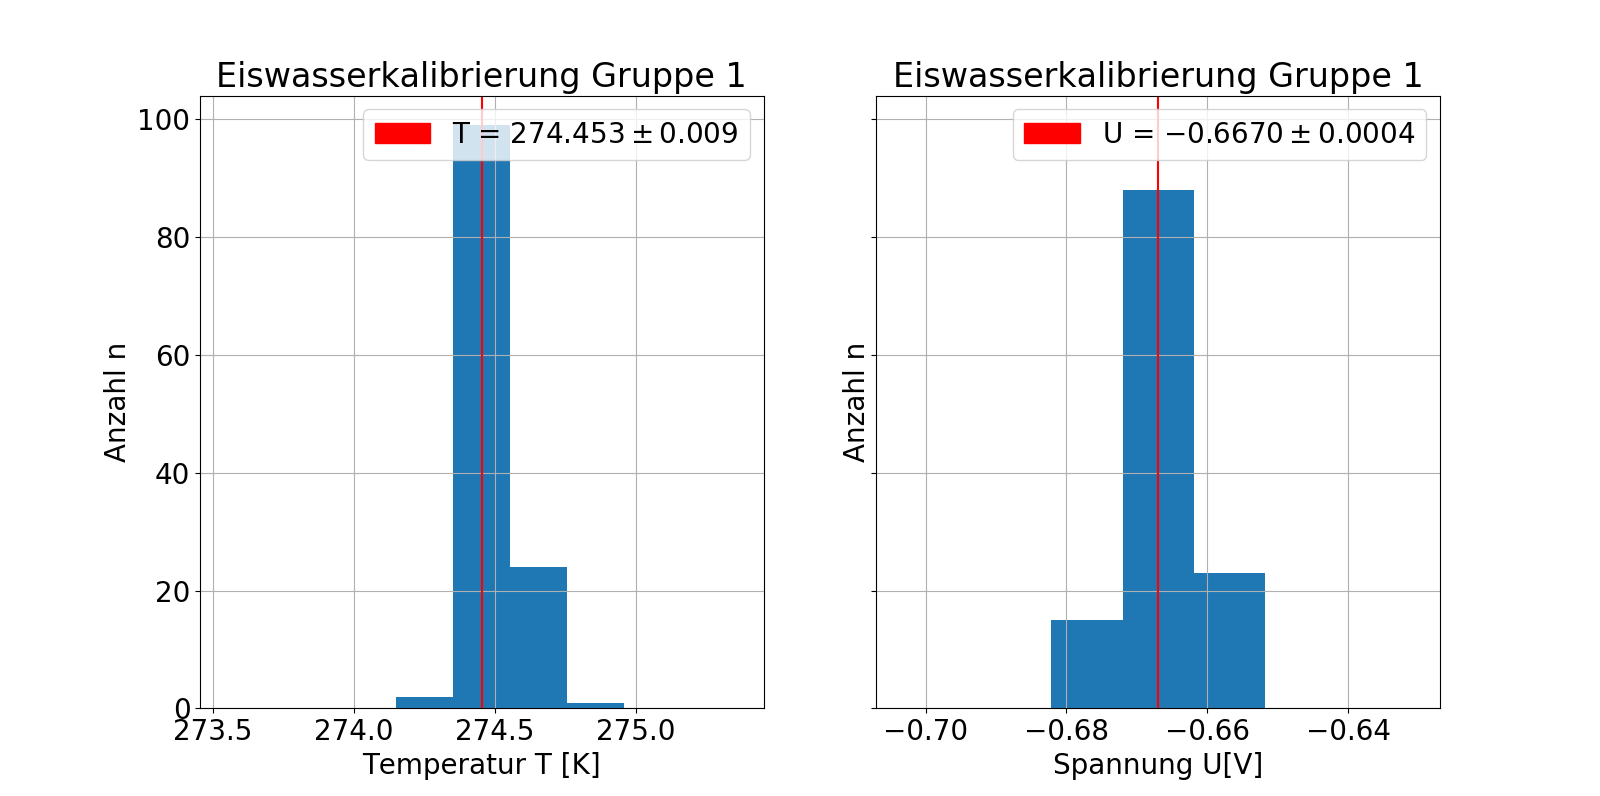 Eiswasserkalibrierung Gruppe 1
T = 274.453 ± 0.009
100
80
60
40
20
0
Anzahl n
273.5 274.0 274.5 275.0
Temperatur T [K]
Eiswasserkalibrierung Gruppe 1
U = −0.6670 ± 0.0004
Anzahl n
−0.70 −0.68 −0.66 −0.64
Spannung U[V]